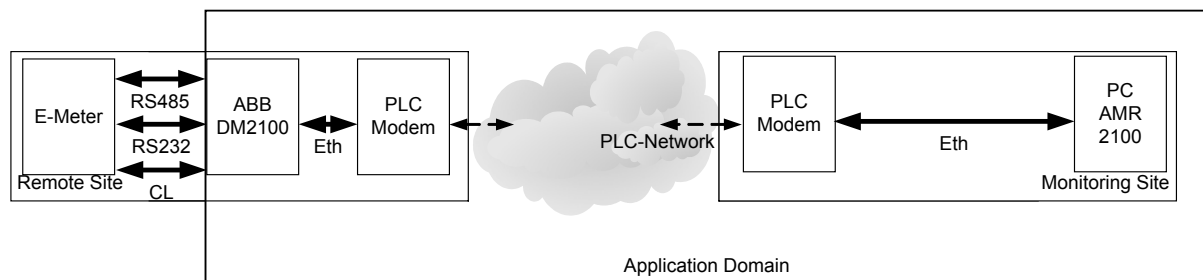 E-Meter
RS485
RS232
CL
Remote Site
ABB
DM2100
Eth
PLC
Modem
PLC-Network
PLC
Modem
Eth
PC
AMR
2100
Monitoring Site
Application Domain